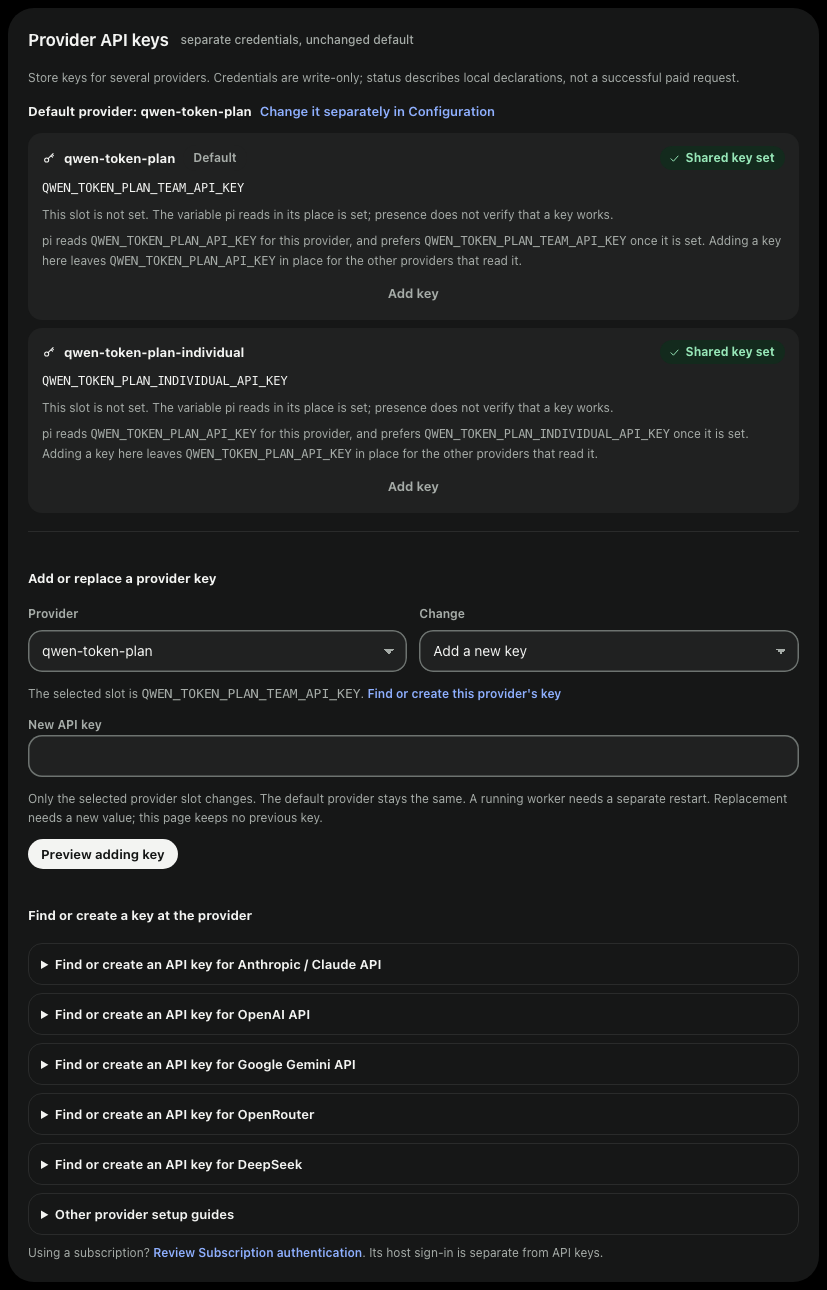 Provider API keys separate credentials, unchanged default
Store keys for several providers. Credentials are write-only; status describes local declarations, not a successful paid request.
Default provider: qwen-token-plan Change it separately in Configuration
qwen-token-plan Default Shared key set
QWEN_TOKEN_PLAN_TEAM_API_KEY
This slot is not set. The variable pi reads in its place is set; presence does not verify that a key works.
pi reads QWEN_TOKEN_PLAN_API_KEY for this provider, and prefers QWEN_TOKEN_PLAN_TEAM_API_KEY once it is set. Adding a key
here leaves QWEN_TOKEN_PLAN_API_KEY in place for the other providers that read it.
Add key
qwen-token-plan-individual Shared key set
QWEN_TOKEN_PLAN_INDIVIDUAL_API_KEY
This slot is not set. The variable pi reads in its place is set; presence does not verify that a key works.
pi reads QWEN_TOKEN_PLAN_API_KEY for this provider, and prefers QWEN_TOKEN_PLAN_INDIVIDUAL_API_KEY once it is set.
Adding a key here leaves QWEN_TOKEN_PLAN_API_KEY in place for the other providers that read it.
Add key
Add or replace a provider key
Provider Change
qwen-token-plan Add a new key
The selected slot is QWEN_TOKEN_PLAN_TEAM_API_KEY. Find or create this provider's key
New API key
Only the selected provider slot changes. The default provider stays the same. A running worker needs a separate restart. Replacement
needs a new value; this page keeps no previous key.
Preview adding key
Find or create a key at the provider
Find or create an API key for Anthropic / Claude API
Find or create an API key for OpenAI API
Find or create an API key for Google Gemini API
Find or create an API key for OpenRouter
Find or create an API key for DeepSeek
Other provider setup guides
Using a subscription? Review Subscription authentication. Its host sign-in is separate from API keys.